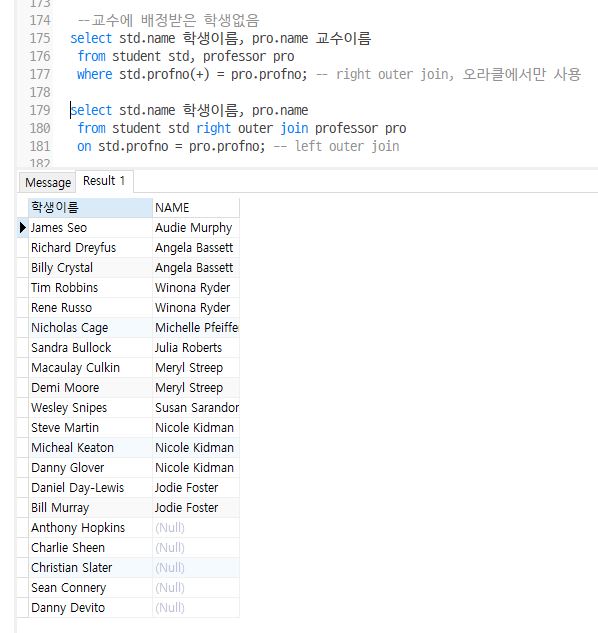 173
174 --교수에 배정받은 학생없음
175 select std.name 학생이름, pro.name 교수이름
176 from student std, professor pro
177 where std.profno(+) = pro.profno; -- right outer join, 오라클에서만 사용
178
179 select std.name 학생이름, pro.name
180 from student std right outer join professor pro
181 on std.profno = pro.profno; -- left outer join
182
Message Result 1
학생이름 NAME
James Seo Audie Murphy
Richard Dreyfus Angela Bassett
Billy Crystal Angela Bassett
Tim Robbins Winona Ryder
Rene Russo Winona Ryder
Nicholas Cage Michelle Pfeiffe
Sandra Bullock Julia Roberts
Macaulay Culkin Meryl Streep
Demi Moore Meryl Streep
Wesley Snipes Susan Sarandor
Steve Martin Nicole Kidman
Micheal Keaton Nicole Kidman
Danny Glover Nicole Kidman
Daniel Day-Lewis Jodie Foster
Bill Murray Jodie Foster
Anthony Hopkins (Null)
Charlie Sheen (Null)
Christian Slater (Null)
Sean Connery (Null)
Danny Devito (Null)